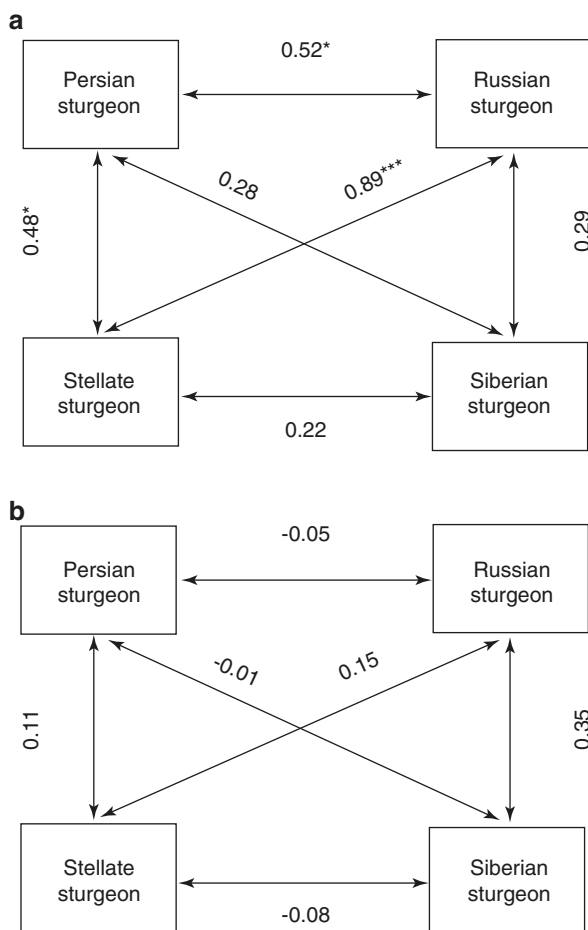 a
0.52*
Persian
sturgeon
Russian
sturgeon
0.28
0.89***
0.48*
0.29
Stellate
sturgeon
Siberian
sturgeon
0.22
b
-0.05
Persian
sturgeon
Russian
sturgeon
-0.01
0.15
0.11
0.35
Stellate
sturgeon
Siberian
sturgeon
-0.08